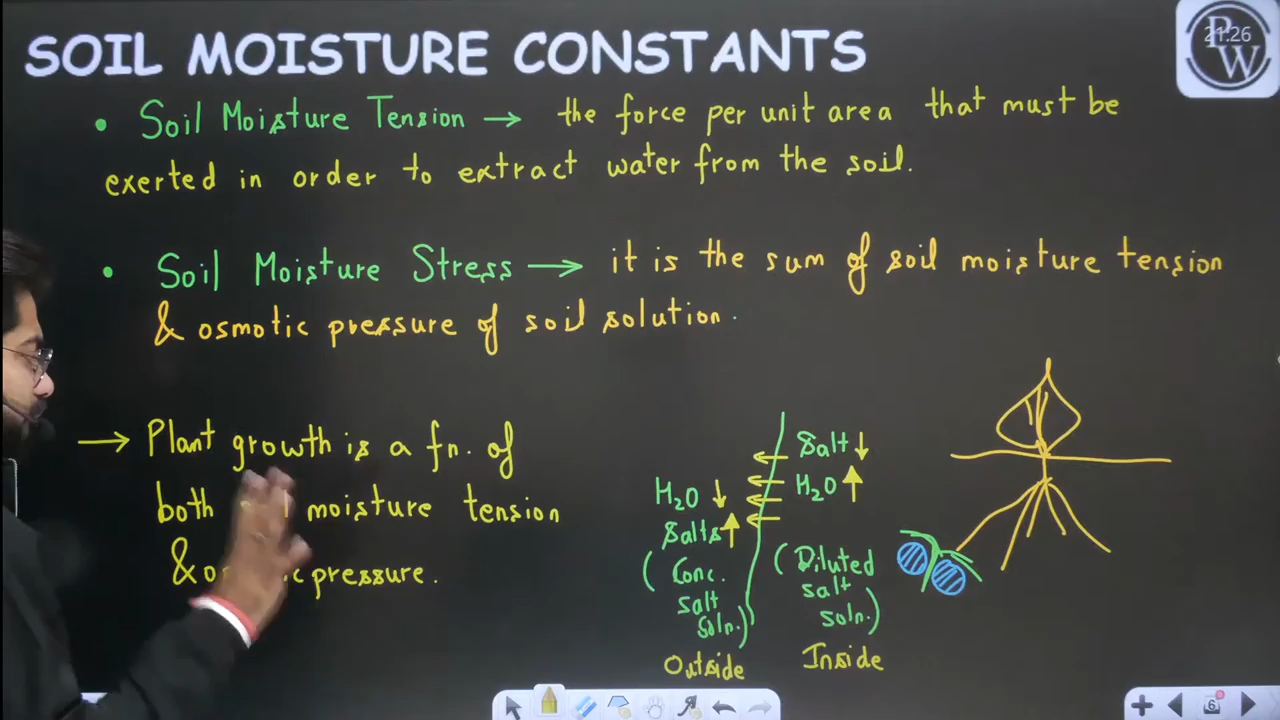 SOIL MOISTURE CONSTANTS
21:26
PW
• Soil Moisture Tension → the force per unit area that must be
exerted in order to extract water from the soil.
• Soil Moisture Stress → it is the sum of soil moisture tension
& osmotic pressure of soil solution.
→ Plant growth is a fn. of
both moisture tension
& pressure.
H2O ↓
Salts ↑
(Conc.
salt
soln.)
Outside
Salt ↓
H2O ↑
(Diluted
salt
soln.)
Inside
6